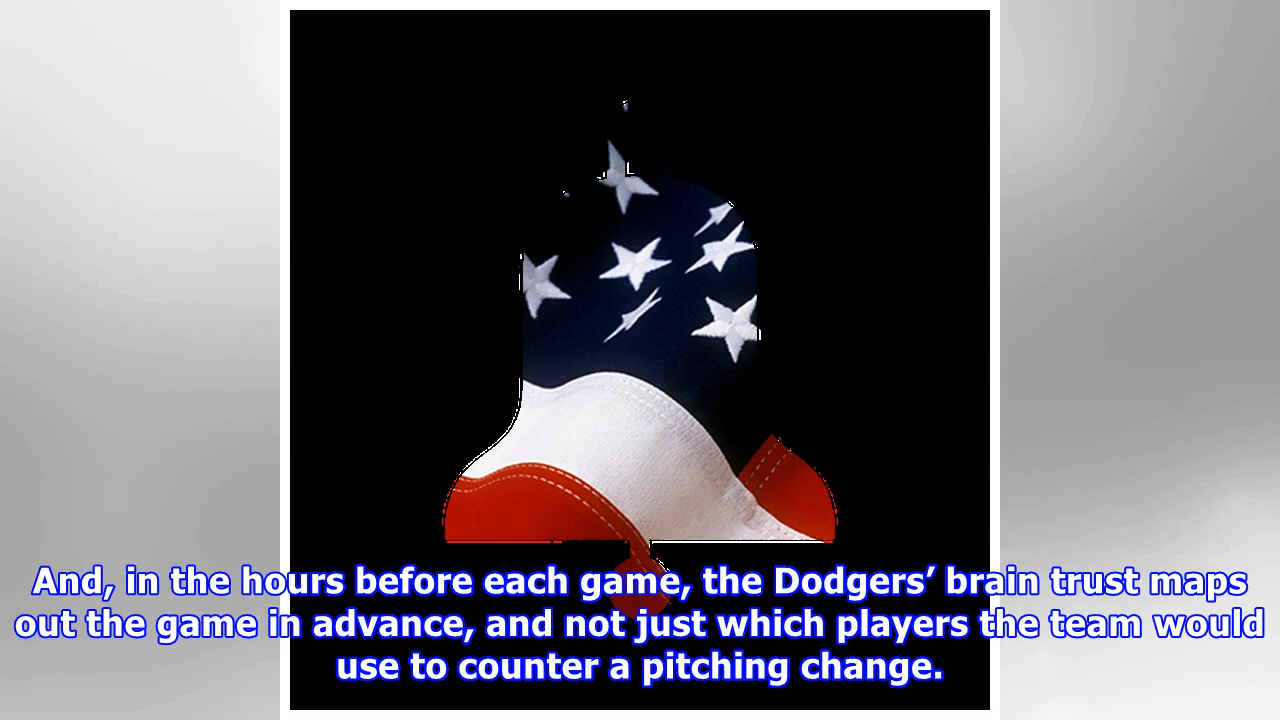 And, in the hours before each game, the Dodgers’ brain trust maps
out the game in advance, and not just which players the team would
use to counter a pitching change.